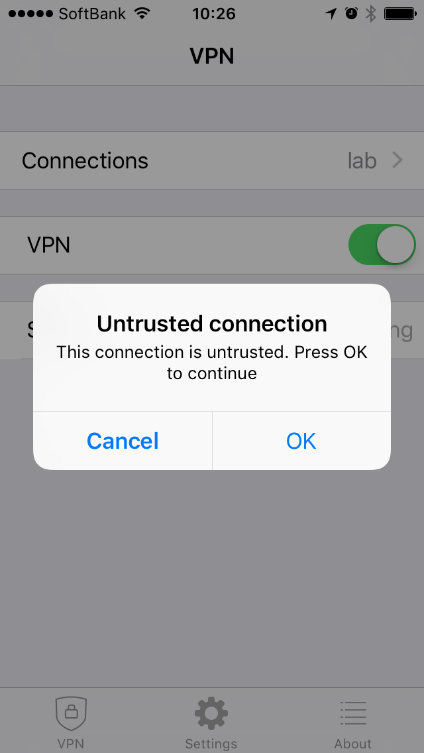 SoftBank 10:26
VPN
Connections lab
VPN
Untrusted connection
This connection is untrusted. Press OK
to continue
Cancel OK
VPN Settings About